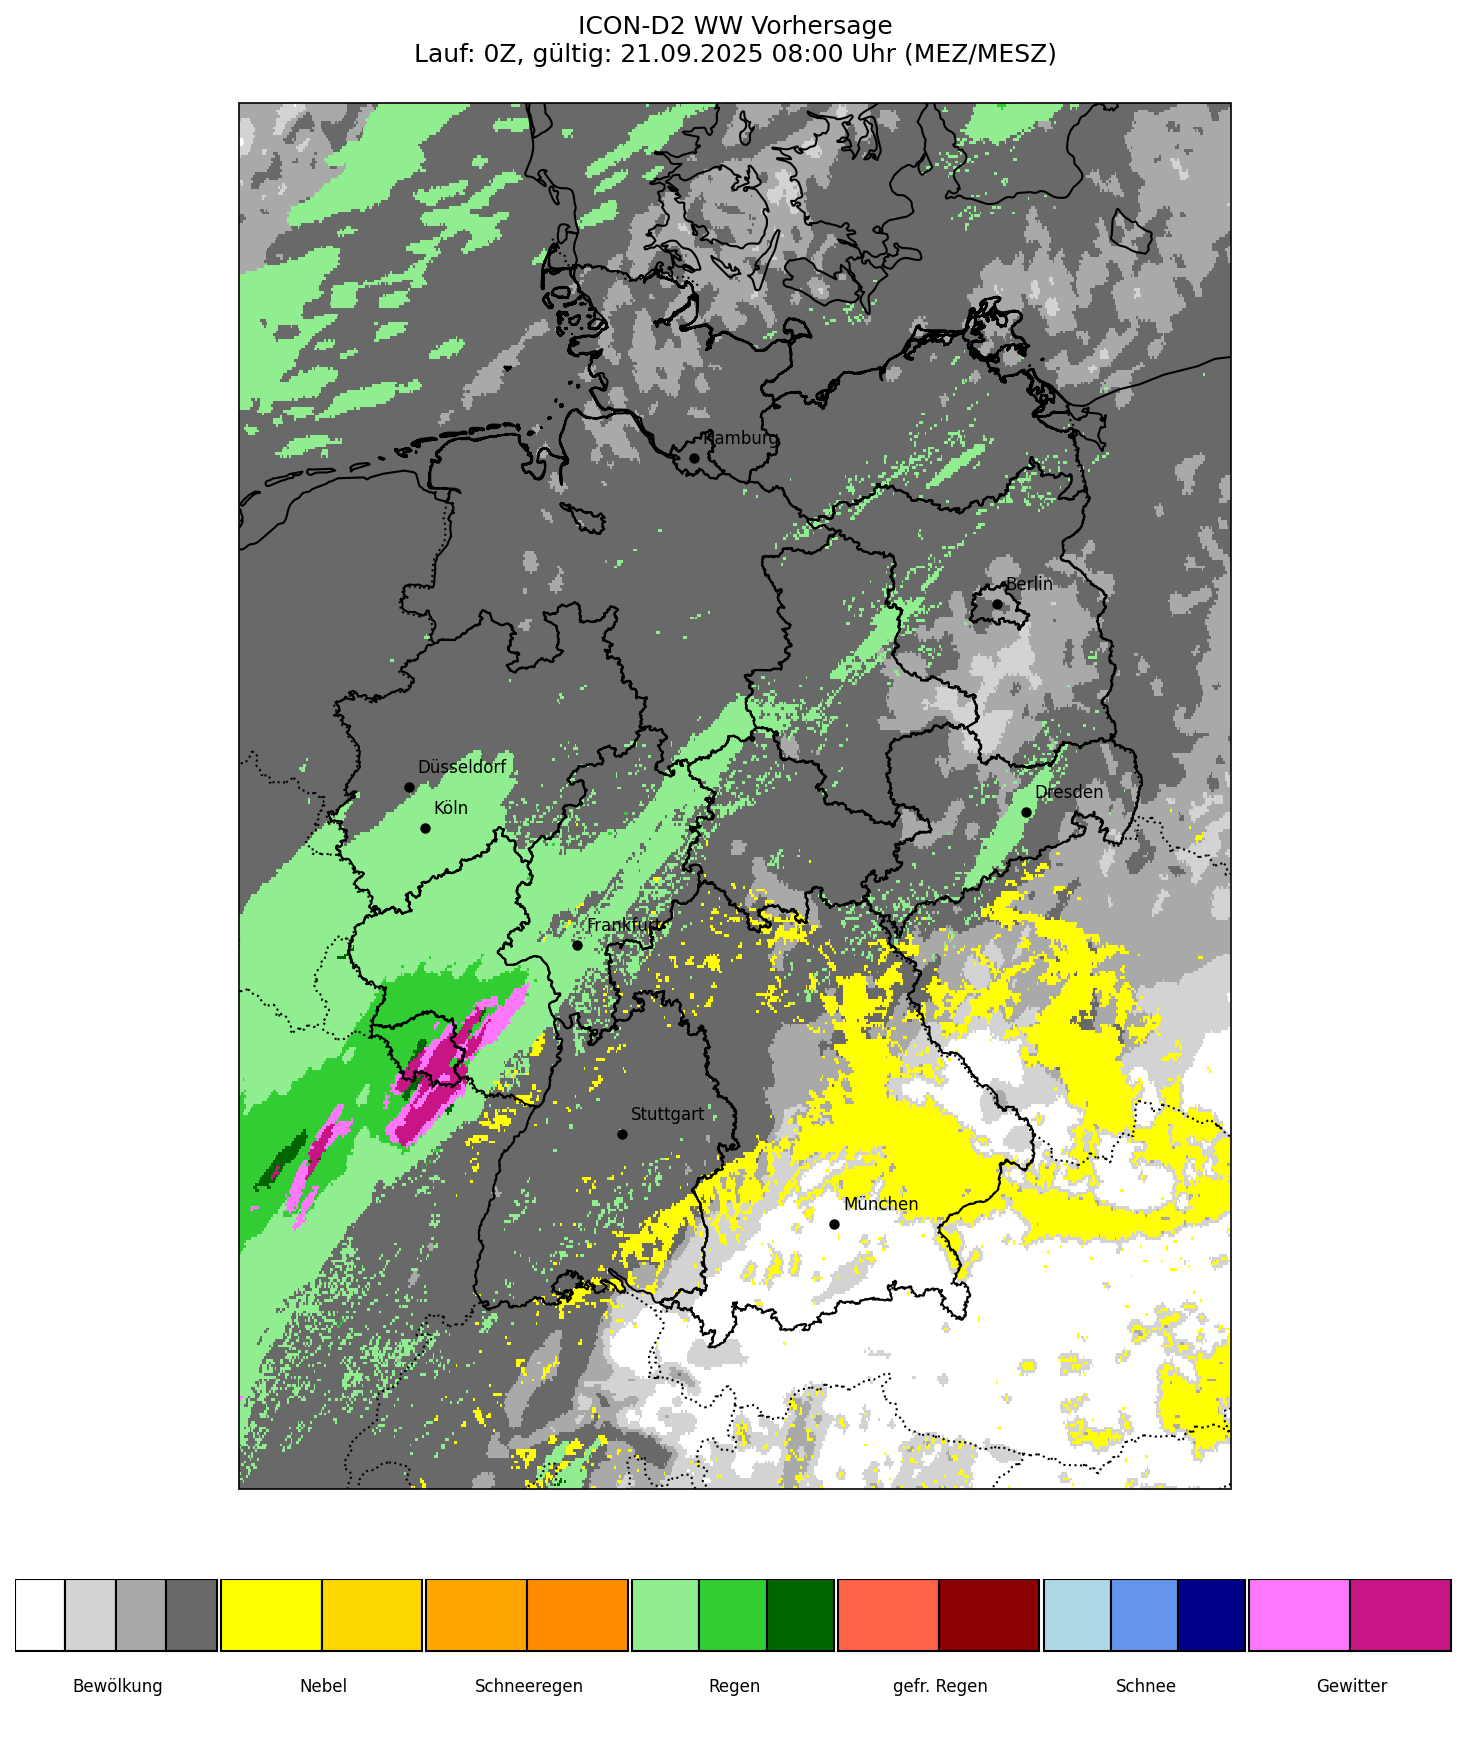 ICON-D2 WW Vorhersage
Lauf: 0Z, gültig: 21.09.2025 08:00 Uhr (MEZ/MESZ)
Hamburg
Berlin
Düsseldorf
Köln
Dresden
Frankfurt
Stuttgart
München
Bewölkung
Nebel
Schneeregen
Regen
gefr. Regen
Schnee
Gewitter